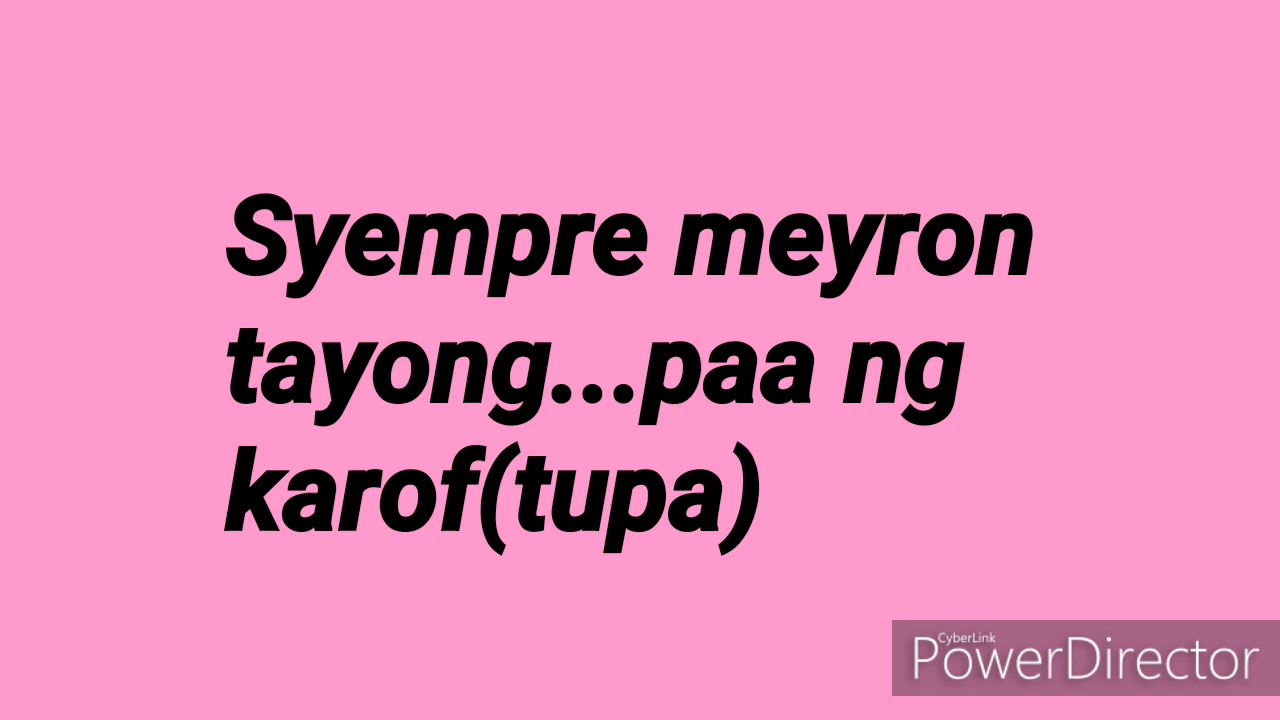 Syempre meyron
tayong...paa ng
karof(tupa)
CyberLink
PowerDirector